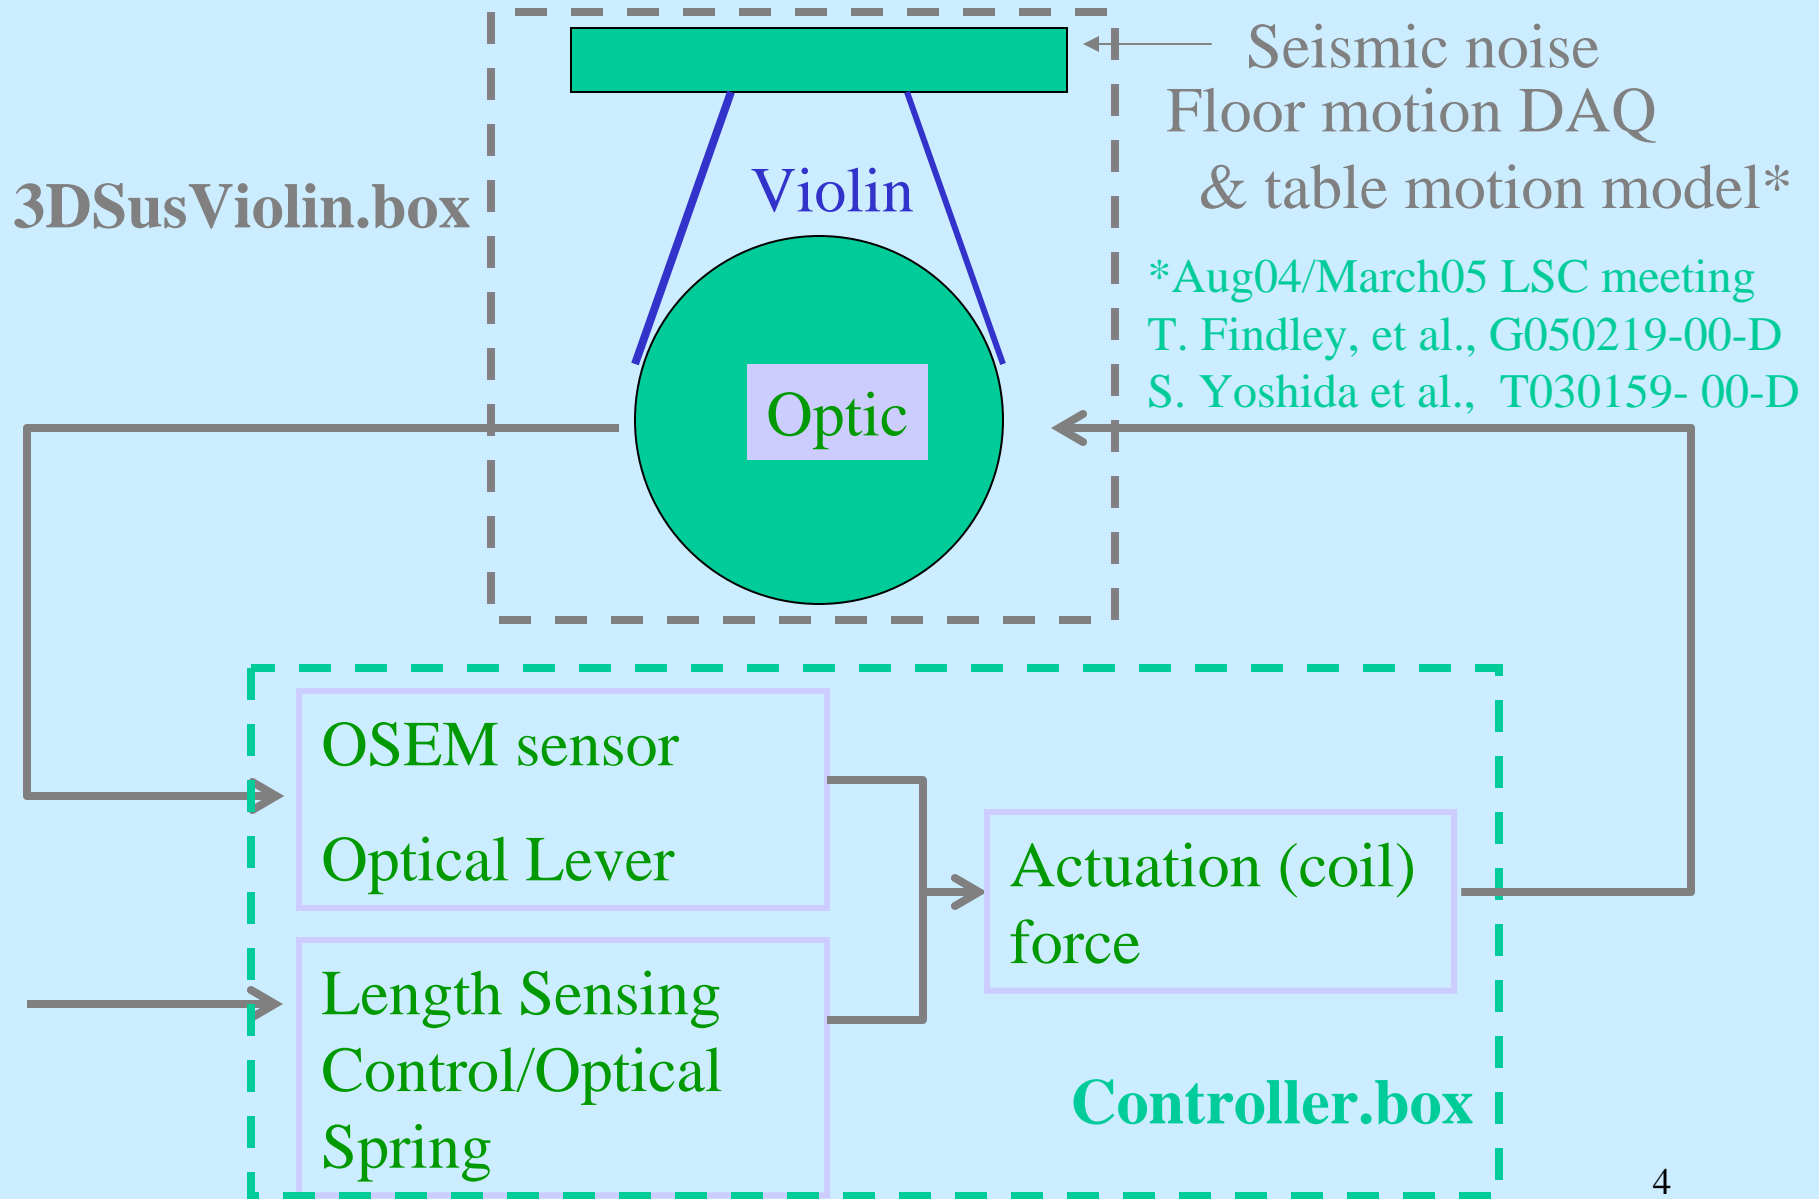 Seismic noise
Floor motion DAQ
& table motion model*
3DSusViolin.box
Violin
*Aug04/March05 LSC meeting
T. Findley, et al., G050219-00-D
S. Yoshida et al., T030159- 00-D
Optic
OSEM sensor
Optical Lever
Actuation (coil)
force
Length Sensing
Control/Optical
Spring
Controller.box
4